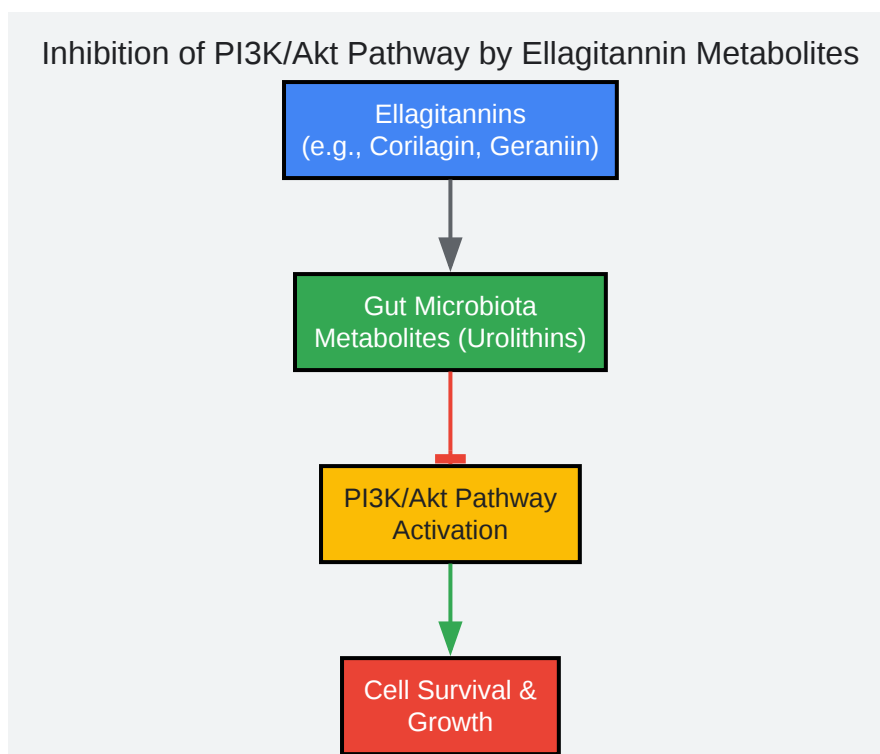 Inhibition of PI3K/Akt Pathway by Ellagitannin Metabolites
Ellagitannins
(e.g., Corilagin, Geraniin)
Gut Microbiota
Metabolites (Urolithins)
PI3K/Akt Pathway
Activation
Cell Survival &
Growth